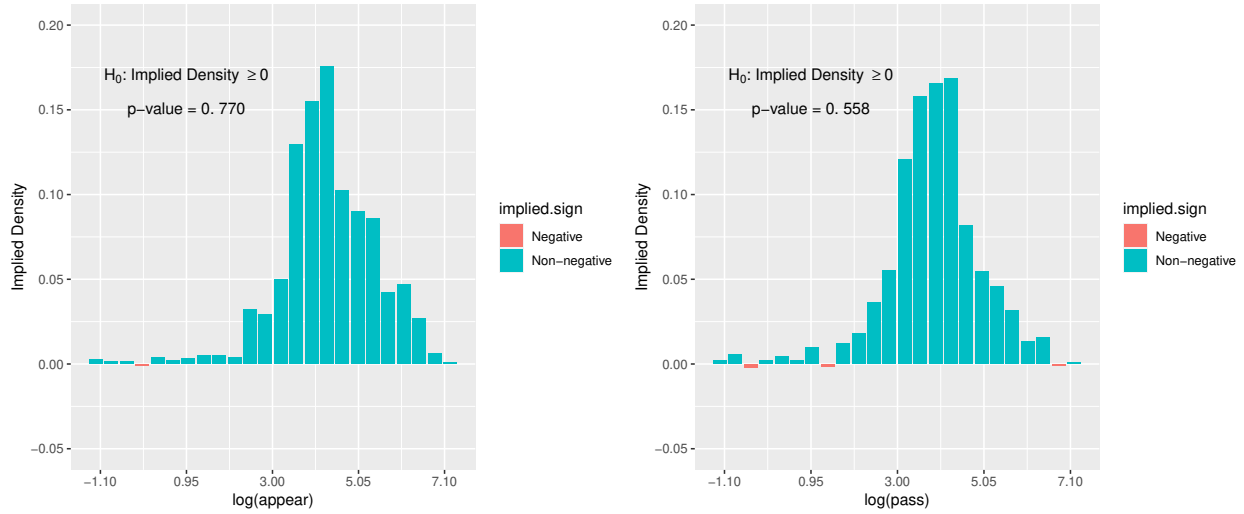 0.20
0.15
0.10
0.05
0.00
−0.05
Implied Density
H0: Implied Density ≥ 0
p−value = 0. 770
−1.10 0.95 3.00 5.05 7.10
log(appear)
implied.sign
Negative
Non−negative
0.20
0.15
0.10
0.05
0.00
−0.05
Implied Density
H0: Implied Density ≥ 0
p−value = 0. 558
−1.10 0.95 3.00 5.05 7.10
log(pass)
implied.sign
Negative
Non−negative